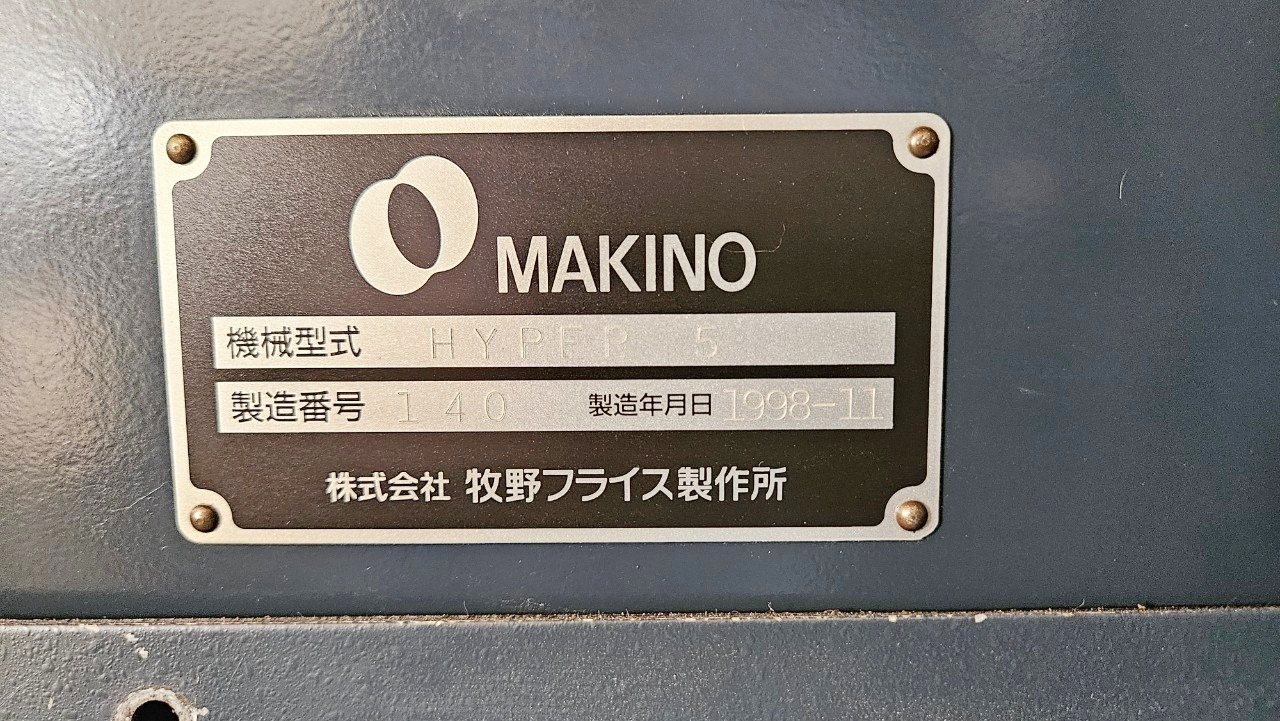 MAKINO
機械型式 HYPER 5
製造番号 140 製造年月日 1998-11
株式会社 牧野フライス製作所